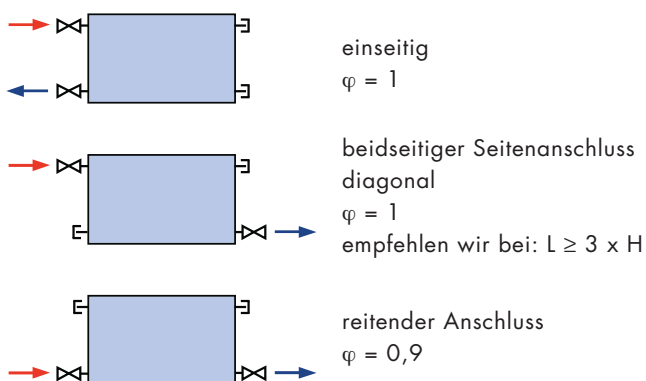 einseitig
φ = 1
beidseitiger Seitenanschluss
diagonal
φ = 1
empfehlen wir bei: L ≥ 3 x H
reitender Anschluss
φ = 0,9